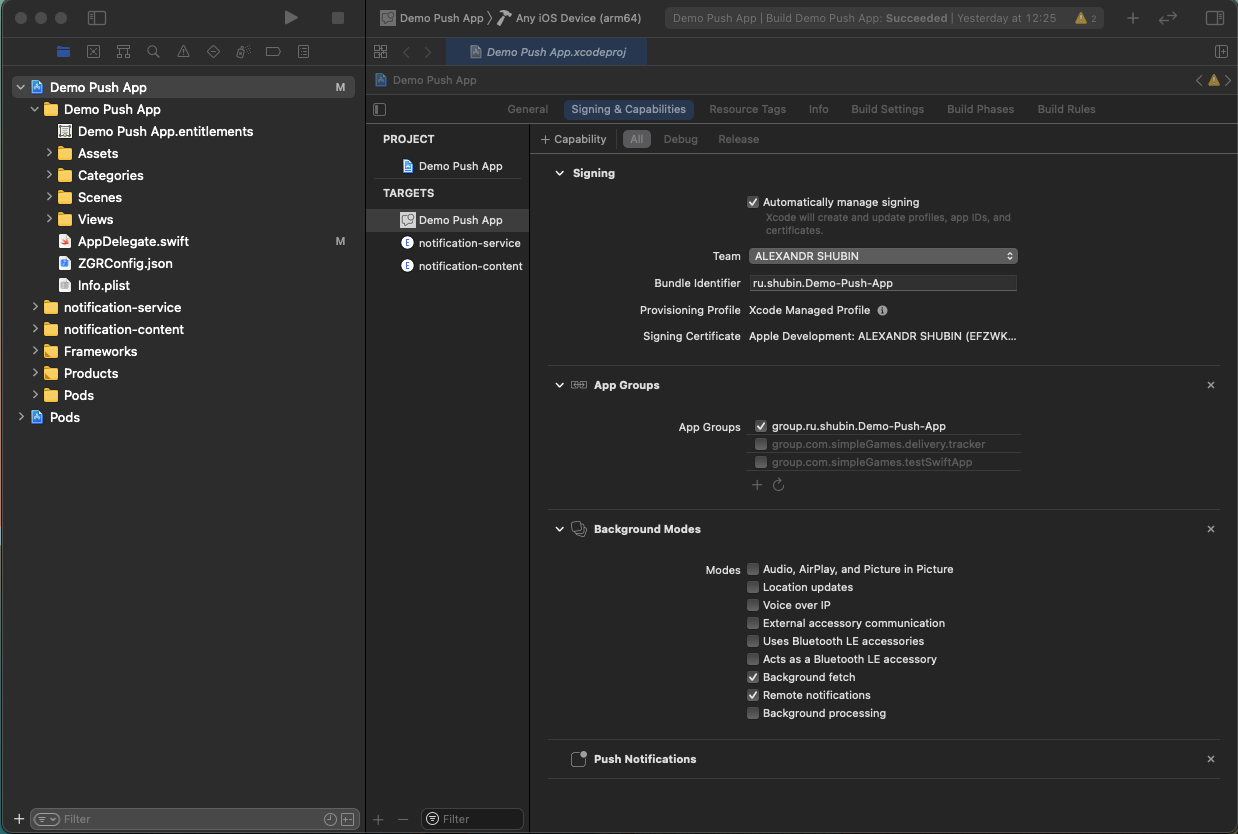 Demo Push App
Any iOS Device (arm64)
Demo Push App | Build Demo Push App: Succeeded | Yesterday at 12:25
2
Demo Push App.xcodeproj
Demo Push App
Demo Push App M
Demo Push App
Demo Push App.entitlements
Assets
Categories
Scenes
Views
AppDelegate.swift M
ZGRConfig.json
Info.plist
notification-service
notification-content
Frameworks
Products
Pods
Pods
Filter
General Signing & Capabilities Resource Tags Info Build Settings Build Phases Build Rules
PROJECT
Demo Push App
TARGETS
Demo Push App
E notification-service
E notification-content
Filter
+ Capability All Debug Release
Signing
Automatically manage signing
Xcode will create and update profiles, app IDs, and
certificates.
Team ALEXANDR SHUBIN
Bundle Identifier ru.shubin.Demo-Push-App
Provisioning Profile Xcode Managed Profile
Signing Certificate Apple Development: ALEXANDR SHUBIN (EFZWK...
App Groups
App Groups group.ru.shubin.Demo-Push-App
group.com.simpleGames.delivery.tracker
group.com.simpleGames.testSwiftApp
Background Modes
Modes Audio, AirPlay, and Picture in Picture
Location updates
Voice over IP
External accessory communication
Uses Bluetooth LE accessories
Acts as a Bluetooth LE accessory
Background fetch
Remote notifications
Background processing
Push Notifications